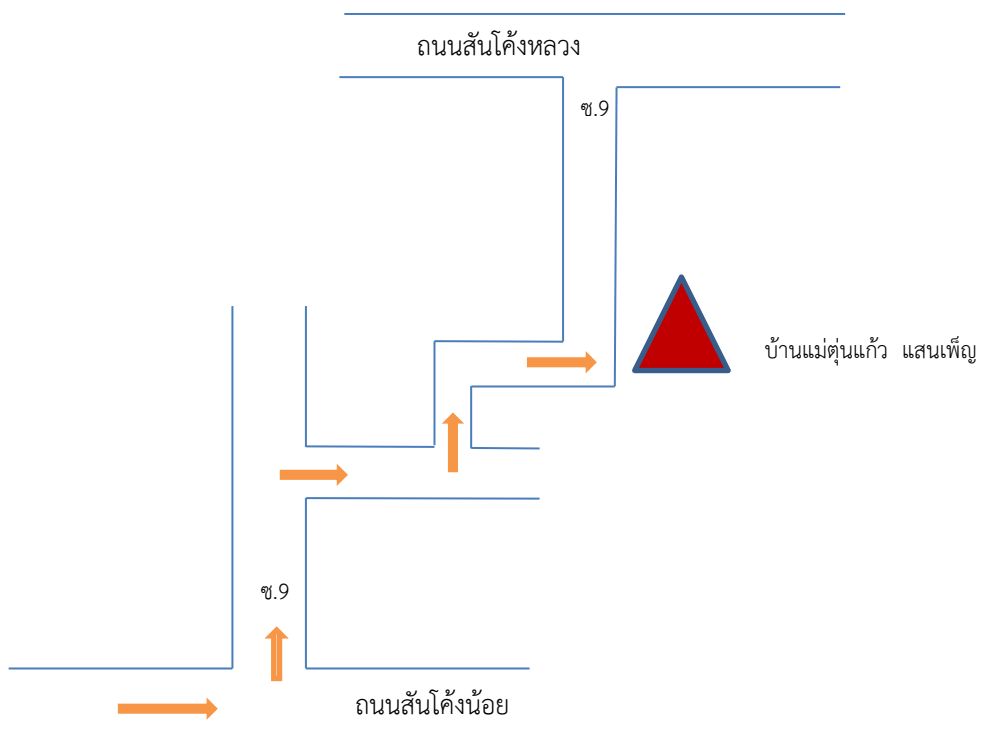 ถนนสันโค้งหลวง
ซ.9
บ้านแม่ตุ่นแก้ว แสนเพ็ญ
ซ.9
ถนนสันโค้งน้อย